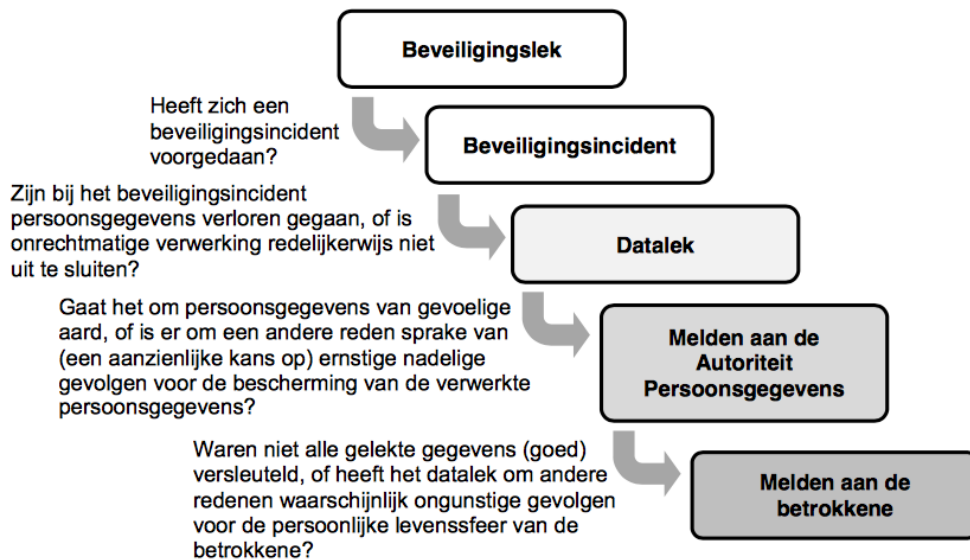 Beveiligingslek
Heeft zich een
beveiligingsincident
voorgedaan?
Beveiligingsincident
Zijn bij het beveiligingsincident
persoonsgegevens verloren gegaan, of is
onrechtmatige verwerking redelijkerwijs niet
uit te sluiten?
Datalek
Gaat het om persoonsgegevens van gevoelige
aard, of is er om een andere reden sprake van
(een aanzienlijke kans op) ernstige nadelige
gevolgen voor de bescherming van de verwerkte
persoonsgegevens?
Melden aan de
Autoriteit
Persoonsgegevens
Waren niet alle gelekte gegevens (goed)
versleuteld, of heeft het datalek om andere
redenen waarschijnlijk ongunstige gevolgen
voor de persoonlijke levenssfeer van de
betrokkene?
Melden aan de
betrokkene